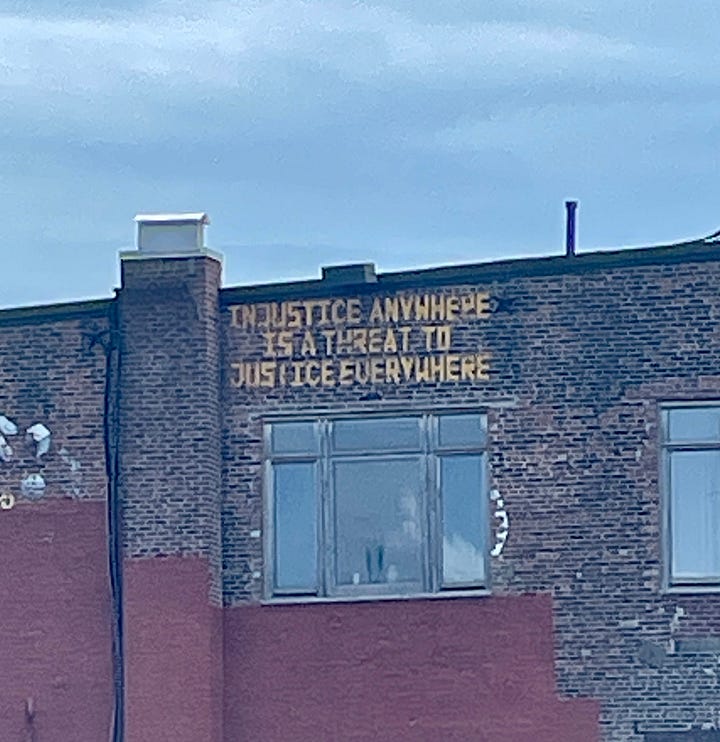 INJUSTICE ANYWHERE
IS A THREAT TO
JUSTICE EVERYWHERE